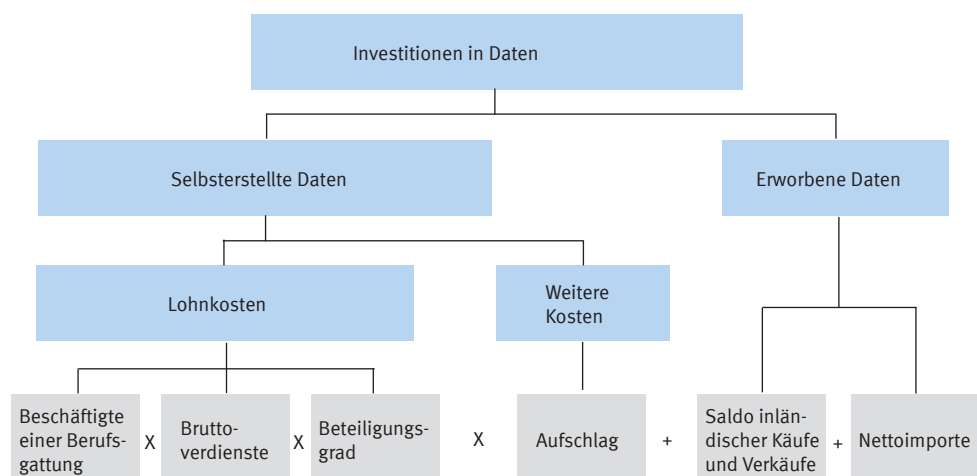 Investitionen in Daten
Selbsterstellte Daten
Erworbene Daten
Lohnkosten
Weitere
Kosten
Beschäftigte
einer Berufs-
gattung
X
Brutto-
verdienste
X
Beteiligungs-
grad
X
Aufschlag
+
Saldo inlän-
discher Käufe
und Verkäufe
+
Nettoimporte